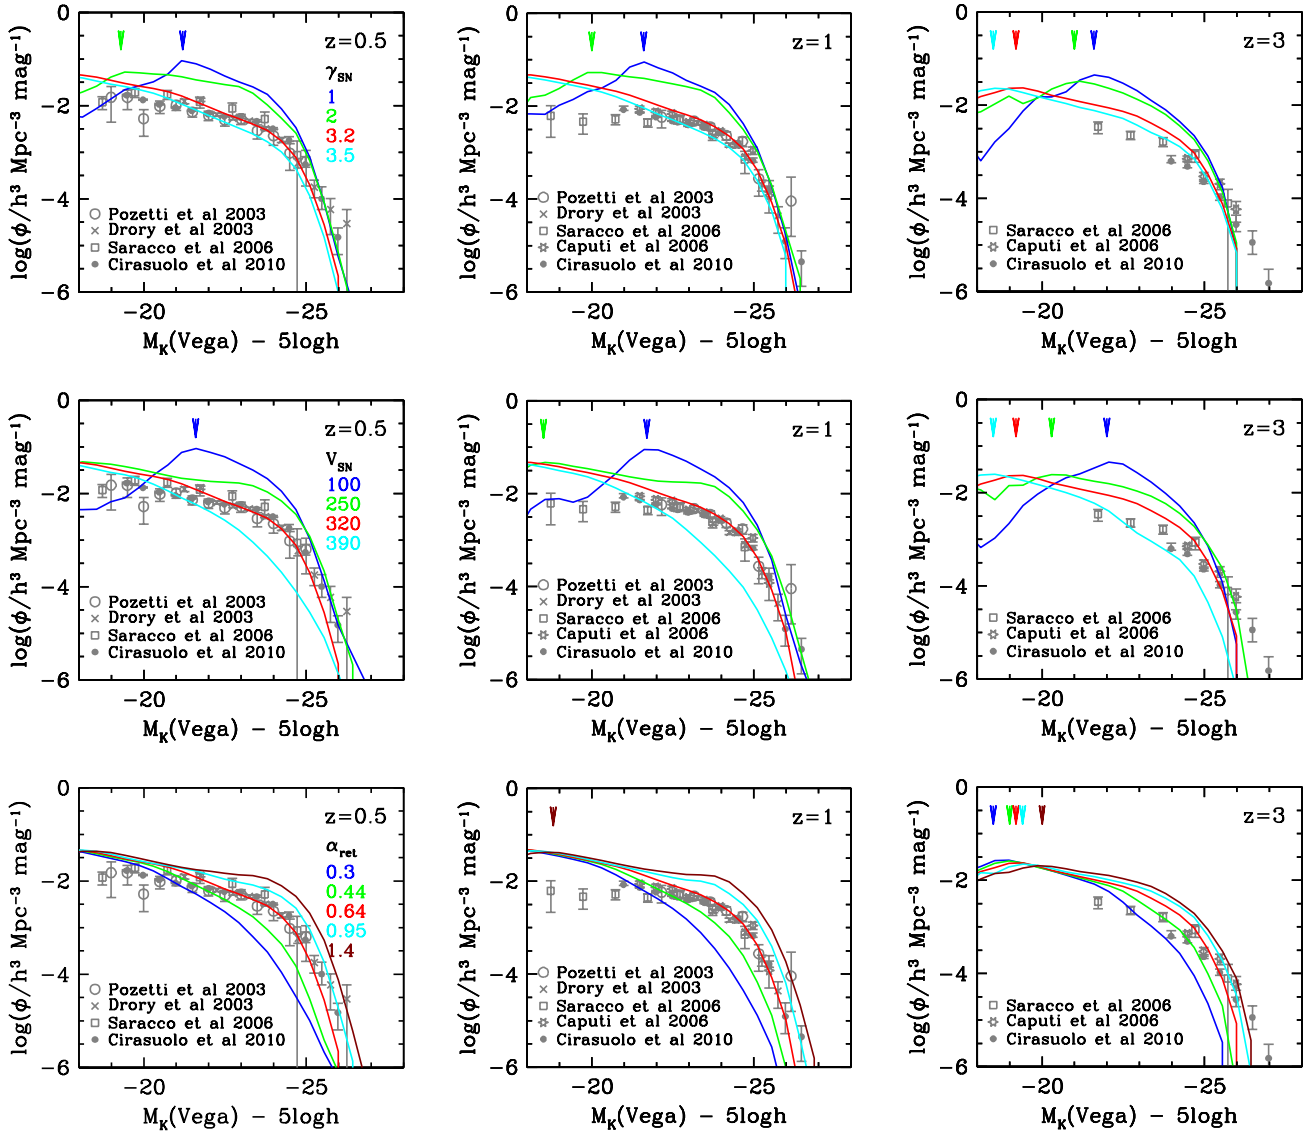 0
−2
−4
−6
−20
−25
log(ϕ/h³ Mpc⁻³ mag⁻¹)
M_K(Vega) − 5logh
z=0.5
γ_SN
1
2
3.2
3.5
Pozetti et al 2003
Drory et al 2003
Saracco et al 2006
Cirasuolo et al 2010
0
−2
−4
−6
−20
−25
log(ϕ/h³ Mpc⁻³ mag⁻¹)
M_K(Vega) − 5logh
z=1
Pozetti et al 2003
Drory et al 2003
Saracco et al 2006
Caputi et al 2006
Cirasuolo et al 2010
0
−2
−4
−6
−20
−25
log(ϕ/h³ Mpc⁻³ mag⁻¹)
M_K(Vega) − 5logh
z=3
Saracco et al 2006
Caputi et al 2006
Cirasuolo et al 2010
0
−2
−4
−6
−20
−25
log(ϕ/h³ Mpc⁻³ mag⁻¹)
M_K(Vega) − 5logh
z=0.5
V_SN
100
250
320
390
Pozetti et al 2003
Drory et al 2003
Saracco et al 2006
Cirasuolo et al 2010
0
−2
−4
−6
−20
−25
log(ϕ/h³ Mpc⁻³ mag⁻¹)
M_K(Vega) − 5logh
z=1
Pozetti et al 2003
Drory et al 2003
Saracco et al 2006
Caputi et al 2006
Cirasuolo et al 2010
0
−2
−4
−6
−20
−25
log(ϕ/h³ Mpc⁻³ mag⁻¹)
M_K(Vega) − 5logh
z=3
Saracco et al 2006
Caputi et al 2006
Cirasuolo et al 2010
0
−2
−4
−6
−20
−25
log(ϕ/h³ Mpc⁻³ mag⁻¹)
M_K(Vega) − 5logh
z=0.5
α_ret
0.3
0.44
0.64
0.95
1.4
Pozetti et al 2003
Drory et al 2003
Saracco et al 2006
Cirasuolo et al 2010
0
−2
−4
−6
−20
−25
log(ϕ/h³ Mpc⁻³ mag⁻¹)
M_K(Vega) − 5logh
z=1
Pozetti et al 2003
Drory et al 2003
Saracco et al 2006
Caputi et al 2006
Cirasuolo et al 2010
0
−2
−4
−6
−20
−25
log(ϕ/h³ Mpc⁻³ mag⁻¹)
M_K(Vega) − 5logh
z=3
Saracco et al 2006
Caputi et al 2006
Cirasuolo et al 2010